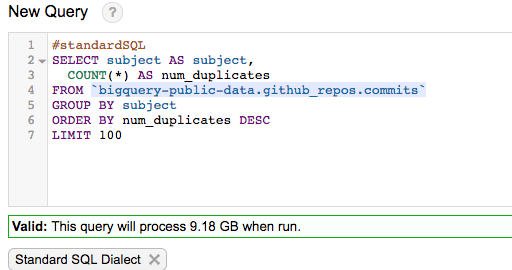 New Query ?
1 #standardSQL
2 SELECT subject AS subject,
3 COUNT(*) AS num_duplicates
4 FROM `bigquery-public-data.github_repos.commits`
5 GROUP BY subject
6 ORDER BY num_duplicates DESC
7 LIMIT 100
Valid: This query will process 9.18 GB when run.
Standard SQL Dialect